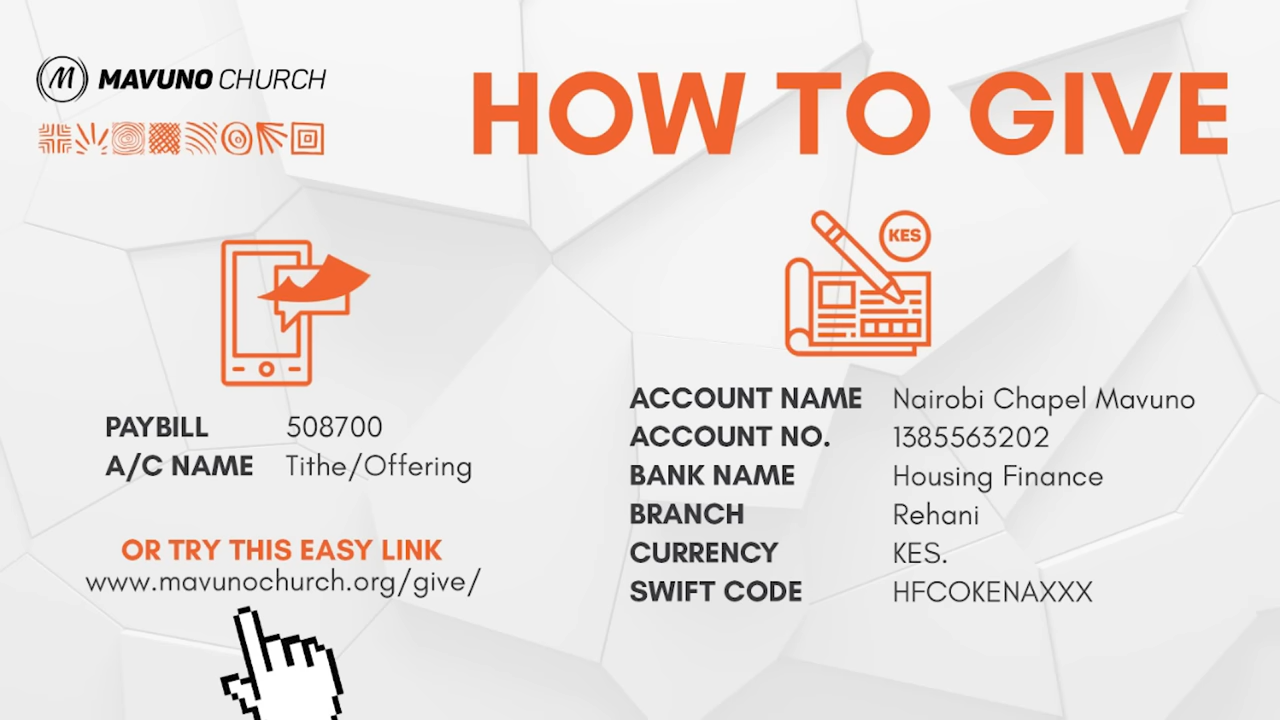 M MAVUNO CHURCH
HOW TO GIVE
PAYBILL 508700
A/C NAME Tithe/Offering
OR TRY THIS EASY LINK
www.mavunochurch.org/give/
KES
ACCOUNT NAME Nairobi Chapel Mavuno
ACCOUNT NO. 1385563202
BANK NAME Housing Finance
BRANCH Rehani
CURRENCY KES.
SWIFT CODE HFCOKENAXXX